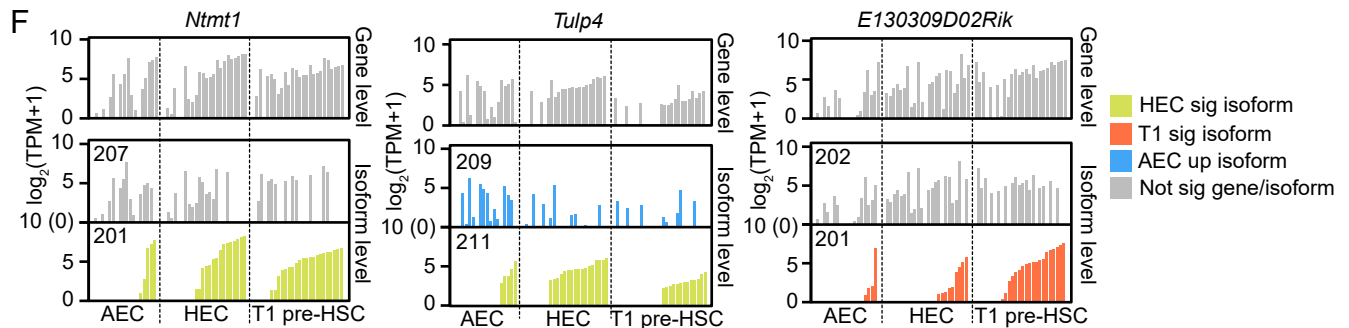 F
Ntmt1
Tulp4
E130309D02Rik
log₂(TPM+1)
10
5
0
Gene level
207
10
5
10 (0)
Isoform level
201
5
0
AEC HEC T1 pre-HSC
log₂(TPM+1)
10
5
0
Gene level
209
10
5
10 (0)
Isoform level
211
5
0
AEC HEC T1 pre-HSC
log₂(TPM+1)
10
5
0
Gene level
202
10
5
10 (0)
Isoform level
201
5
0
AEC HEC T1 pre-HSC
HEC sig isoform
T1 sig isoform
AEC up isoform
Not sig gene/isoform